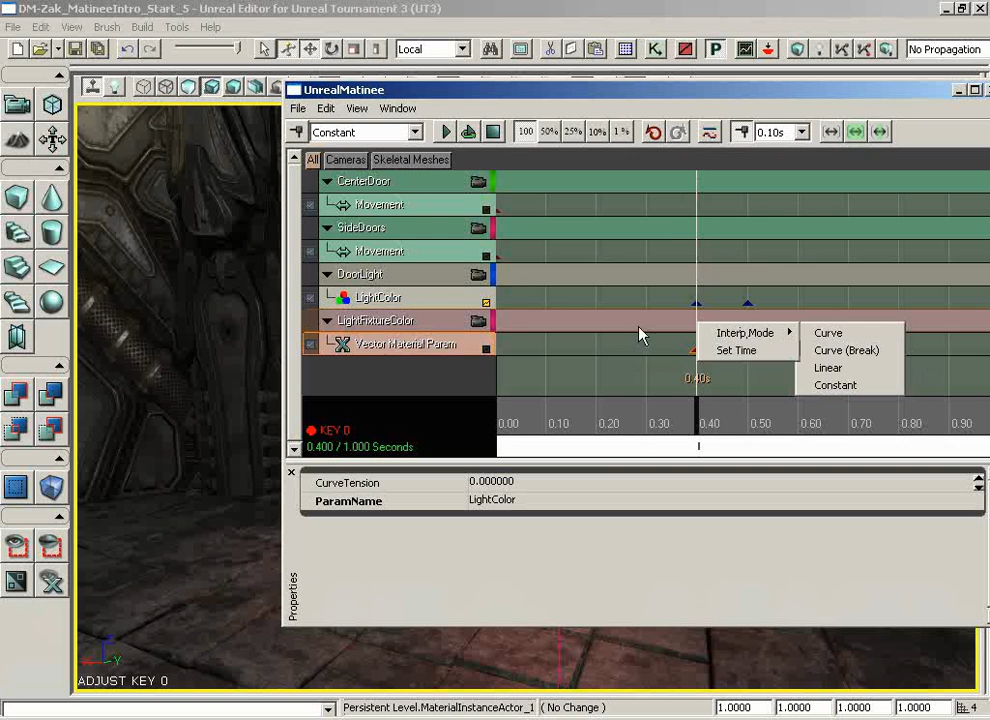 DM-Zak_MatineeIntro_Start_5 - Unreal Editor for Unreal Tournament 3 (UT3)
File Edit View Brush Build Tools Help
Local
No Propagation
UnrealMatinee
File Edit View Window
Constant
100 50% 25% 10% 1 %
0.10s
All Cameras Skeletal Meshes
CenterDoor
Movement
SideDoors
Movement
DoorLight
LightColor
LightFixtureColor
Vector Material Param
Interp Mode
Set Time
Curve
Curve (Break)
Linear
Constant
0.40s
KEY 0
0.400 / 1.000 Seconds
0.00 0.10 0.20 0.30 0.40 0.50 0.60 0.70 0.80 0.90
CurveTension 0.000000
ParamName LightColor
Properties
Z
X
Y
ADJUST KEY 0
Persistent Level.MaterialInstanceActor_1 ( No Change ) 1.0000 1.0000 1.0000 1.0000 4